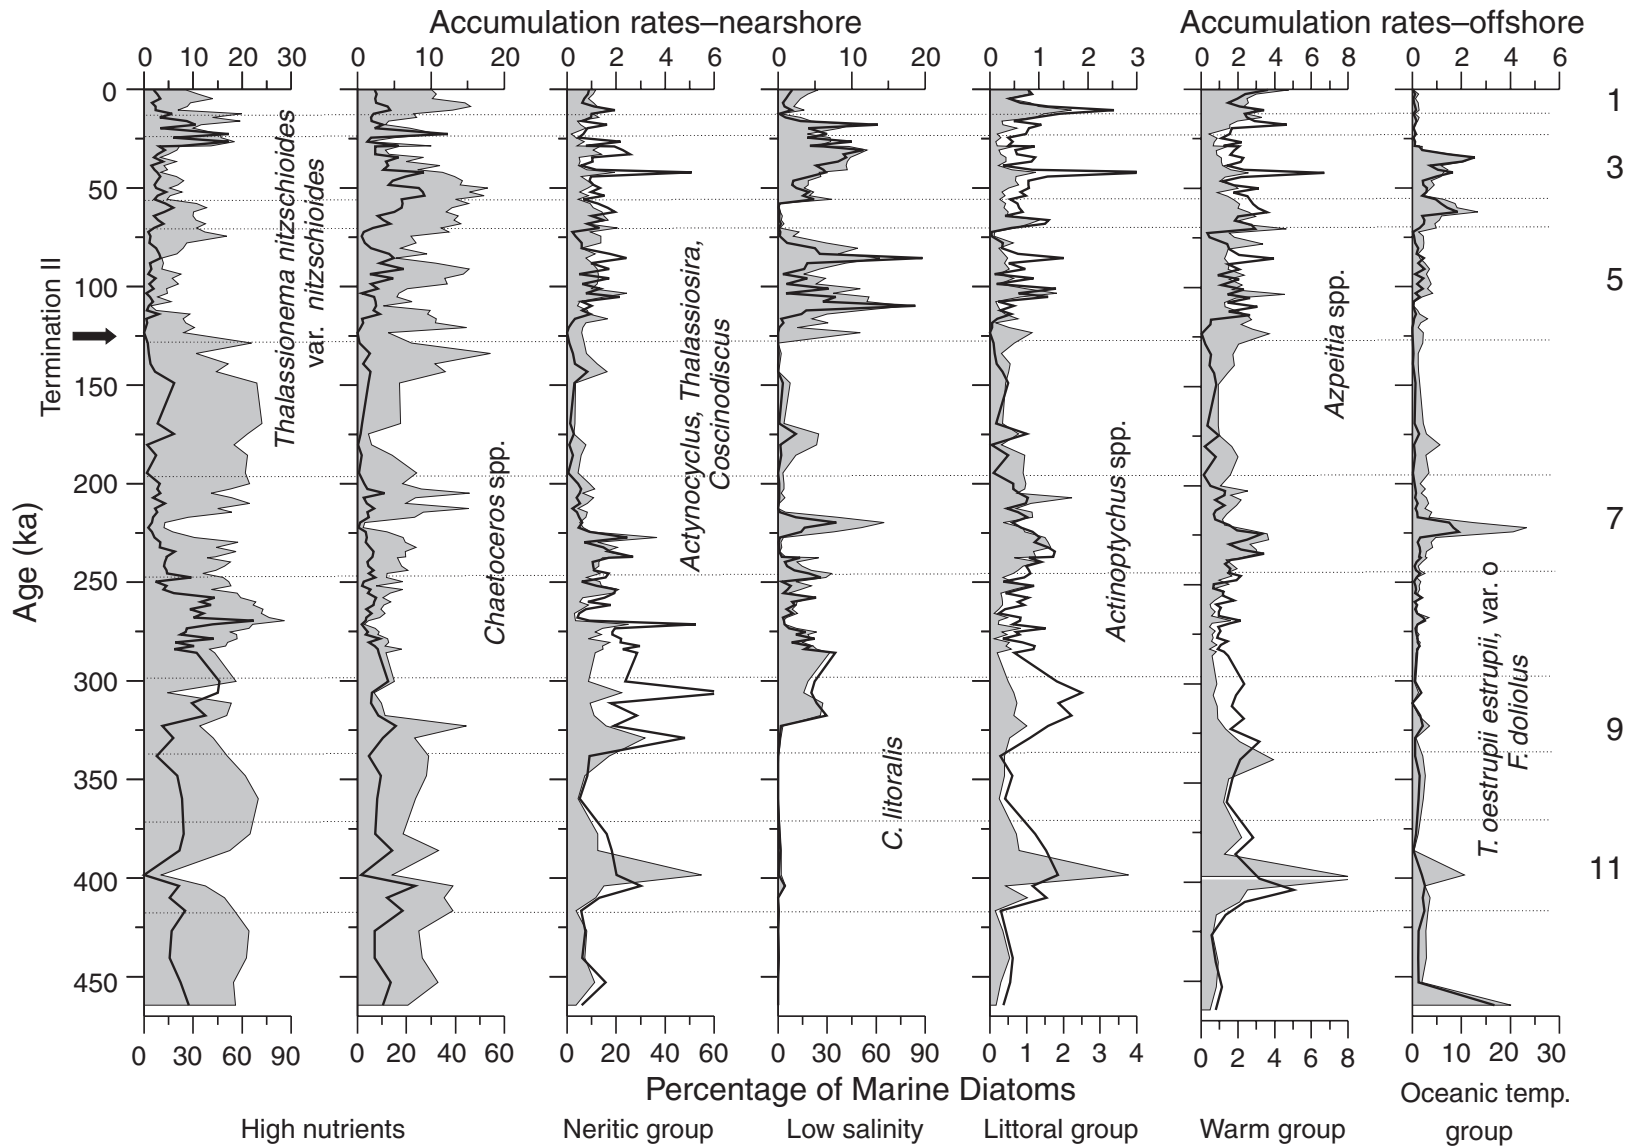 Accumulation rates–nearshore
Accumulation rates–offshore
0 10 20 30
0 10 20
0 2 4 6
0 10 20
0 1 2 3
0 2 4 6 8
0 2 6
0
50
100
150
200
250
300
350
400
450
Age (ka)
Termination II
Thalassionema nitzschioides
var. nitzschioides
Chaetoceros spp.
Actynocyclus, Thalassiosira,
Coscinodiscus
C. litoralis
Actinoptychus spp.
Azpeitia spp.
T. oestrupii estrupii, var. o
F. doliolus
1
3
5
7
9
11
0 30 60 90
0 20 40 60
0 20 40 60
0 30 60 90
0 1 2 3 4
0 2 4 6 8
0 10 20 30
Percentage of Marine Diatoms
High nutrients
Neritic group
Low salinity
Littoral group
Warm group
Oceanic temp.
group